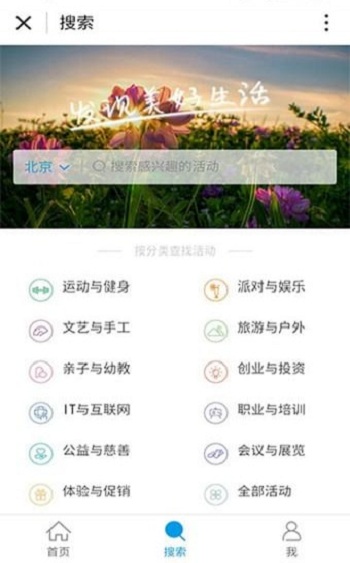 搜索
发现美好生活
北京
搜索感兴趣的活动
按分类查找活动
运动与健身
派对与娱乐
文艺与手工
旅游与户外
亲子与幼教
创业与投资
IT与互联网
职业与培训
公益与慈善
会议与展览
体验与促销
全部活动
首页
搜索
我